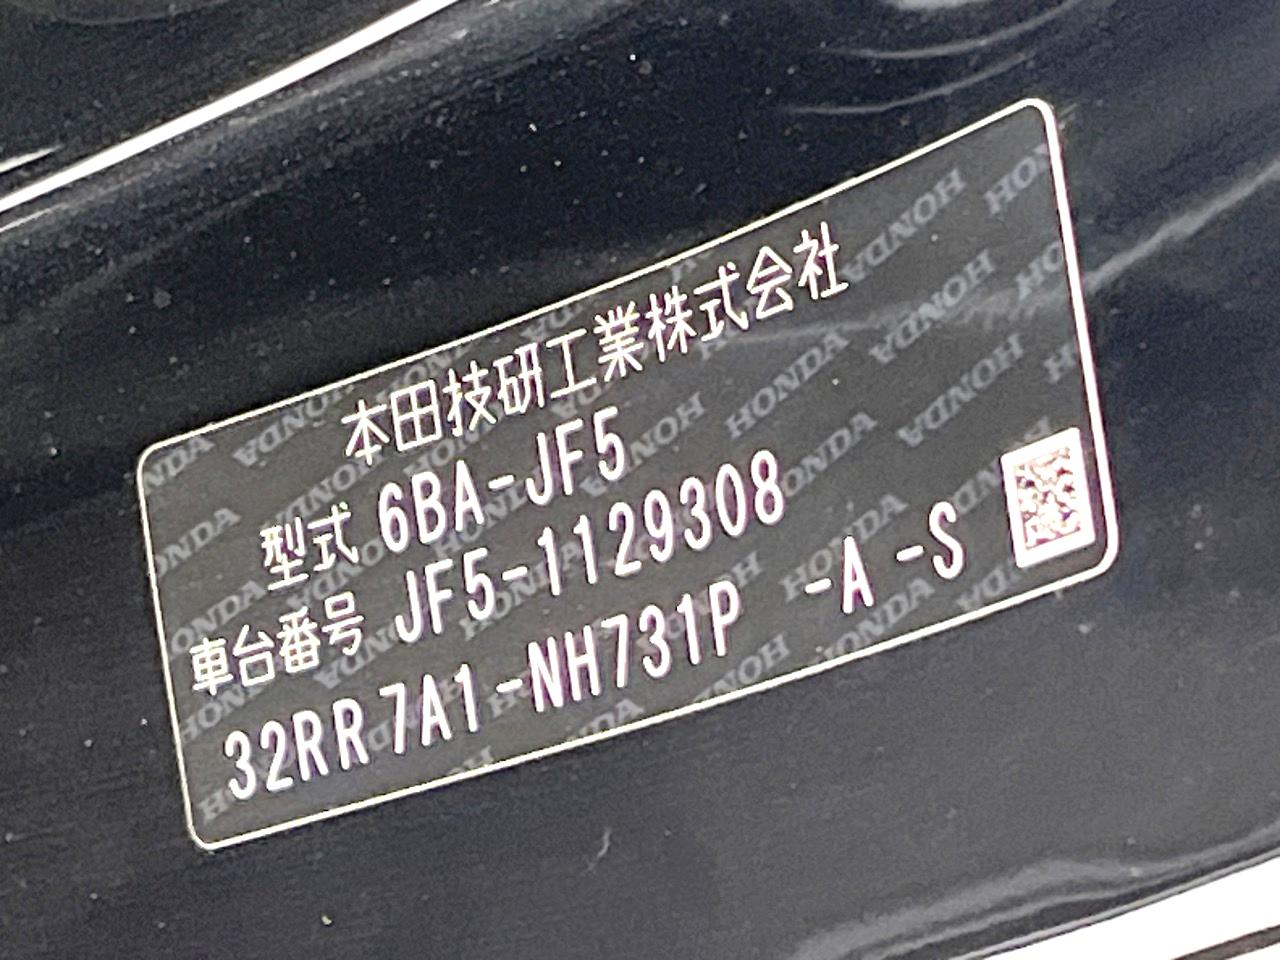 本田技研工業株式会社
型式 6BA-JF5
車台番号 JF5-1129308
32RR7A1-NH731P -A -S